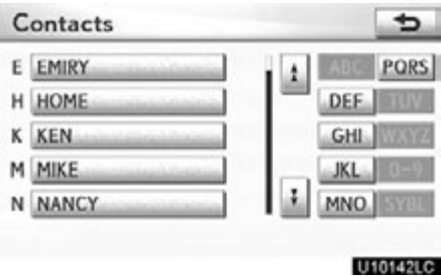 Contacts
E EMIRY ABC PQRS
H HOME DEF TUV
K KEN GHI WXYZ
M MIKE JKL 0-9
N NANCY MNO SYBL
U10142LC